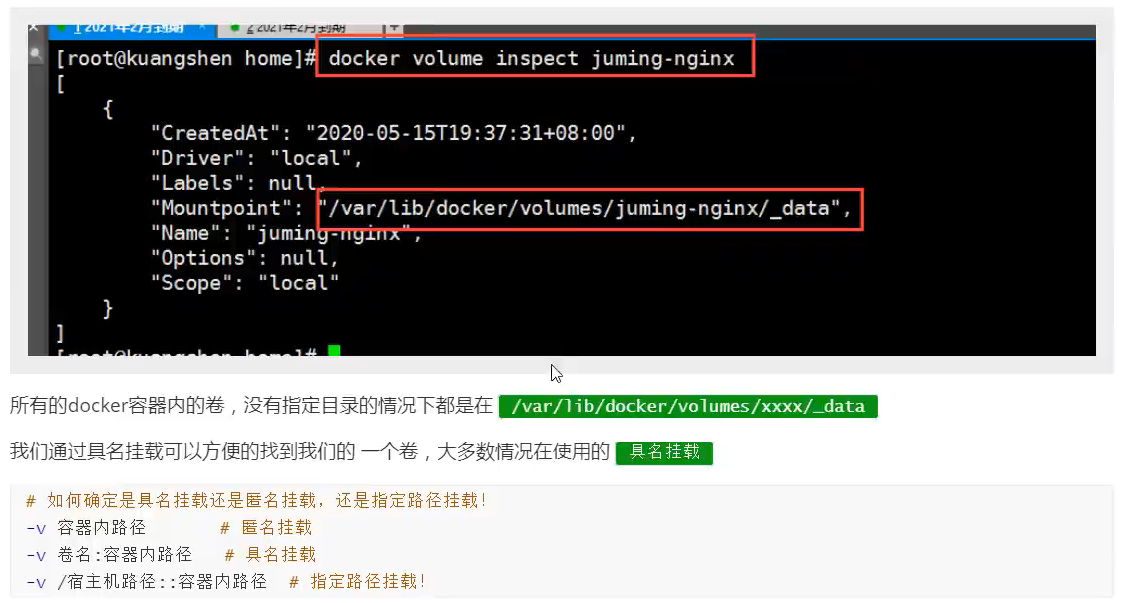 1 2021年2月到期
2 2021年2月到期
[root@kuangshen home]# docker volume inspect juming-nginx
[
{
"CreatedAt": "2020-05-15T19:37:31+08:00",
"Driver": "local",
"Labels": null,
"Mountpoint": "/var/lib/docker/volumes/juming-nginx/_data",
"Name": "juming-nginx",
"Options": null,
"Scope": "local"
}
]
[root@kuangshen home]#
所有的docker容器内的卷，没有指定目录的情况下都是在 /var/lib/docker/volumes/xxxx/_data
我们通过具名挂载可以方便的找到我们的 一个卷，大多数情况在使用的 具名挂载
# 如何确定是具名挂载还是匿名挂载，还是指定路径挂载！
-v 容器内路径 # 匿名挂载
-v 卷名:容器内路径 # 具名挂载
-v /宿主机路径::容器内路径 # 指定路径挂载！